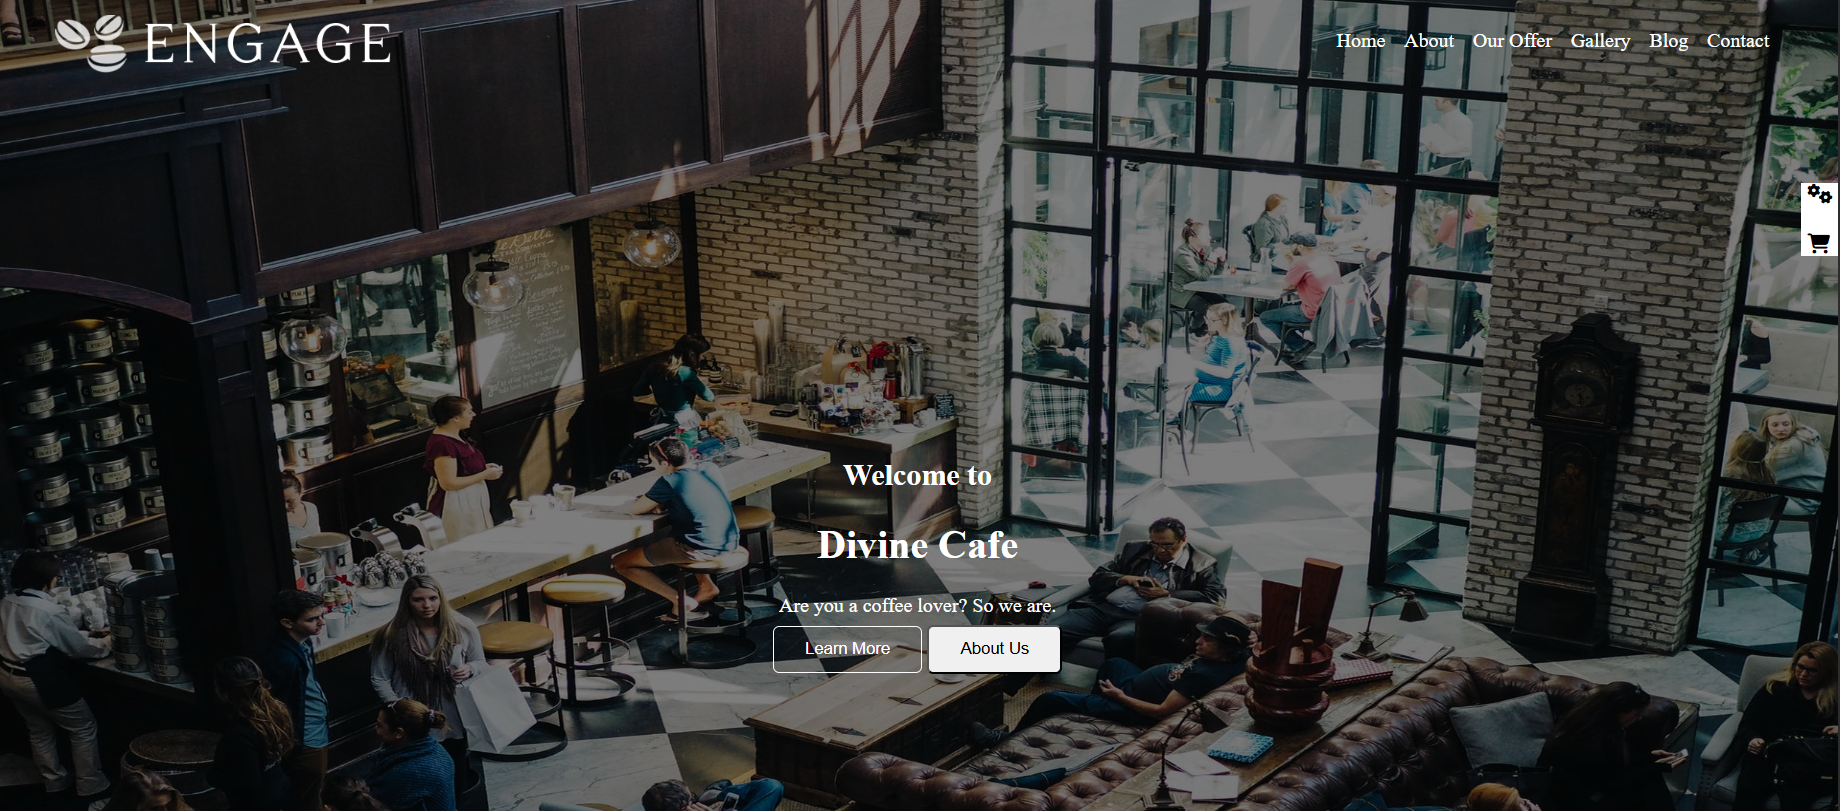 ENGAGE
Home About Our Offer Gallery Blog Contact
Welcome to
Divine Cafe
Are you a coffee lover? So we are.
Learn More About Us